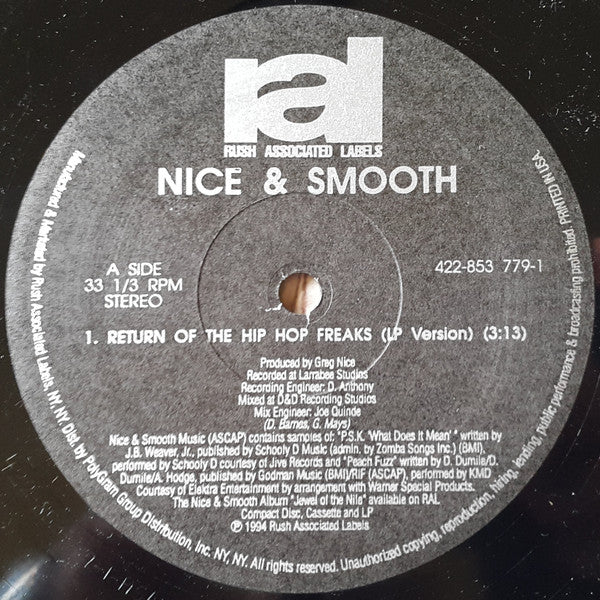 ral
RUSH ASSOCIATED LABELS
NICE & SMOOTH
A SIDE
33 1/3 RPM
STEREO
422-853 779-1
1. RETURN OF THE HIP HOP FREAKS (LP Version) (3:13)
Produced by Greg Nice
Recorded at Larrabee Studios
Recording Engineer: D. Anthony
Mixed at D&D Recording Studios
Mix Engineer: Joe Quinde
(D. Barnes, G. Mays)
Nice & Smooth Music (ASCAP) contains samples of: "P.S.K. 'What Does It Mean' " written by
J.B. Weaver, Jr., published by Schooly D Music (admin. by Zomba Songs Inc.) (BMI),
performed by Schooly D courtesy of Jive Records and "Peach Fuzz" written by D. Dumile/D.
Dumile/A. Hodge, published by Godman Music (BMI)/RIF (ASCAP), performed by KMD
Courtesy of Elektra Entertainment by arrangement with Warner Special Products.
The Nice & Smooth Album "Jewel of the Nile" available on RAL
Compact Disc, Cassette and LP
℗ 1994 Rush Associated Labels
Manufactured & Marketed by Rush Associated Labels, NY, NY Dist. by PolyGram Group Distribution, Inc. NY, NY. All rights reserved. Unauthorized copying, reproduction, hiring, lending, public performance & broadcasting prohibited. PRINTED IN USA.